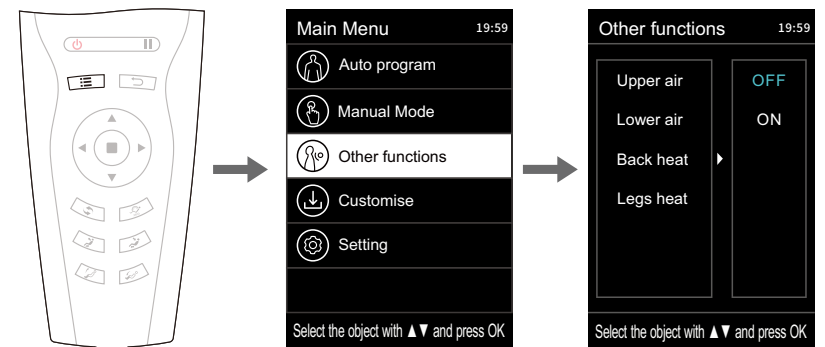 Main Menu 19:59
Auto program
Manual Mode
Other functions
Customise
Setting
Select the object with ▲▼ and press OK
Other functions 19:59
Upper air OFF
Lower air ON
Back heat
Legs heat
Select the object with ▲▼ and press OK